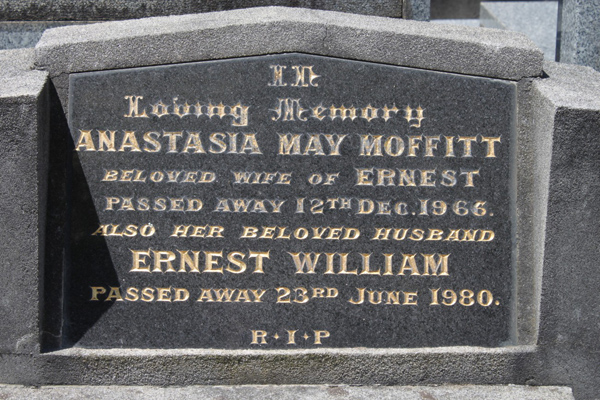 In
Loving Memory
ANASTASIA MAY MOFFITT
BELOVED WIFE OF ERNEST
PASSED AWAY 12TH DEC. 1966.
ALSO HER BELOVED HUSBAND
ERNEST WILLIAM
PASSED AWAY 23RD JUNE 1980.
R·I·P